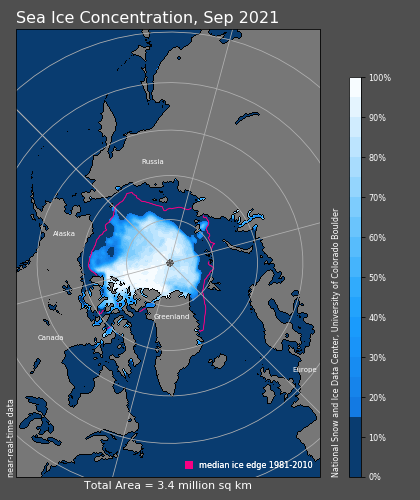 Sea Ice Concentration, Sep 2021
Russia
Alaska
Canada
Greenland
Europe
near-real-time data
median ice edge 1981-2010
Total Area = 3.4 million sq km
100%
90%
80%
70%
60%
50%
40%
30%
20%
10%
0%
National Snow and Ice Data Center, University of Colorado Boulder